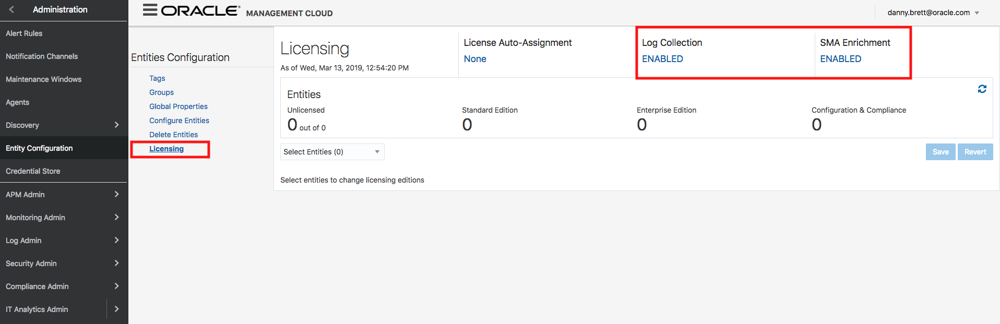 Administration
Alert Rules
Notification Channels
Maintenance Windows
Agents
Discovery
Entity Configuration
Credential Store
APM Admin
Monitoring Admin
Log Admin
Security Admin
Compliance Admin
IT Analytics Admin
ORACLE® MANAGEMENT CLOUD
danny.brett@oracle.com
Entities Configuration
Tags
Groups
Global Properties
Configure Entities
Delete Entities
Licensing
Licensing
As of Wed, Mar 13, 2019, 12:54:20 PM
License Auto-Assignment
None
Log Collection
ENABLED
SMA Enrichment
ENABLED
Entities
Unlicensed
0 out of 0
Standard Edition
0
Enterprise Edition
0
Configuration & Compliance
0
Select Entities (0)
Save
Revert
Select entities to change licensing editions